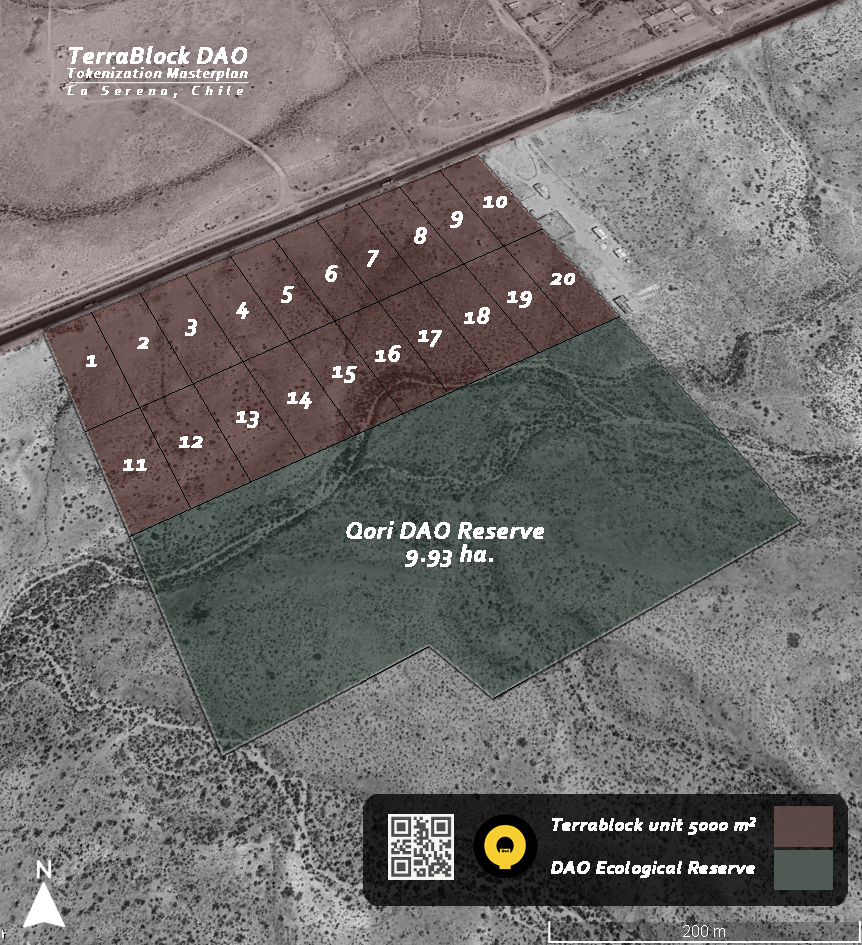 TerraBlock DAO
Tokenization Masterplan
La Serena, Chile
10
9
8
7
6
5
4
3
2
1
20
19
18
17
16
15
14
13
12
11
Qori DAO Reserve
9.93 ha.
Terrablock unit 5000 m²
DAO Ecological Reserve
N
200 m